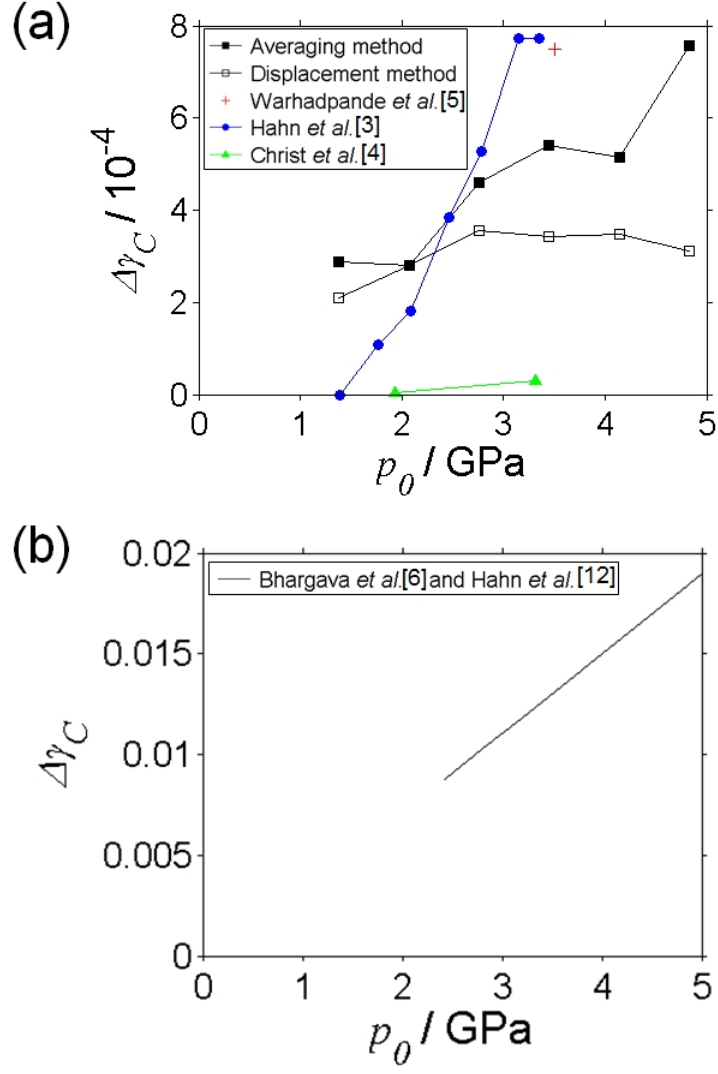 (a)
8
6
4
2
0
Δγ_C / 10^-4
Averaging method
Displacement method
Warhadpande et al.[5]
Hahn et al.[3]
Christ et al.[4]
0 1 2 3 4 5
p_0 / GPa
(b)
0.02
0.015
0.01
0.005
0
Δγ_C
Bhargava et al.[6] and Hahn et al.[12]
0 1 2 3 4 5
p_0 / GPa